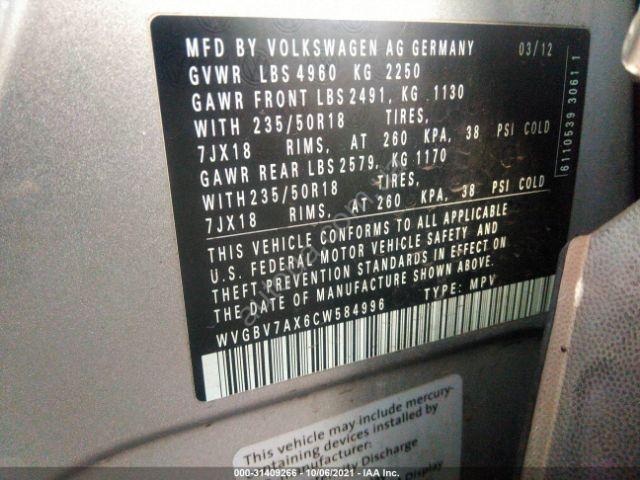 MFD BY VOLKSWAGEN AG GERMANY 03/12
GVWR LBS 4960 KG 2250
GAWR FRONT LBS 2491, KG 1130
WITH 235/50R18 TIRES,
7JX18 RIMS, AT 260 KPA, 38 PSI COLD
GAWR REAR LBS 2579, KG 1170
WITH 235/50R18 TIRES,
7JX18 RIMS, AT 260 KPA, 38 PSI COLD
THIS VEHICLE CONFORMS TO ALL APPLICABLE
U.S. FEDERAL MOTOR VEHICLE SAFETY AND
THEFT PREVENTION STANDARDS IN EFFECT ON
THE DATE OF MANUFACTURE SHOWN ABOVE.
WVGBV7AX6CW584996 TYPE: MPV
6110539 3061 1
This vehicle may include mercury-
containing devices installed by
manufacturer:
Discharge
Display
000-31409266 - 10/06/2021 - IAA Inc.